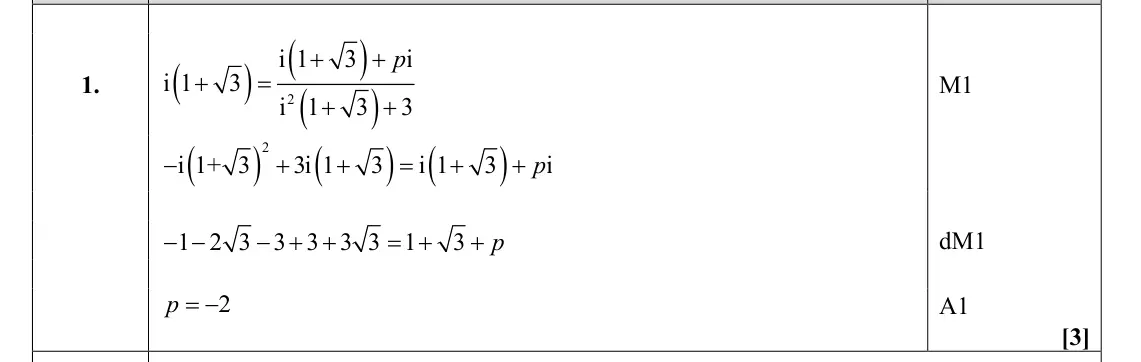 1. i(1+ √3) = (i(1+ √3) + pi) / (i²(1+ √3) + 3) M1
−i(1+√3)² + 3i(1+ √3) = i(1+ √3) + pi
−1 − 2√3 − 3 + 3 + 3√3 = 1 + √3 + p dM1
p = −2 A1
[3]